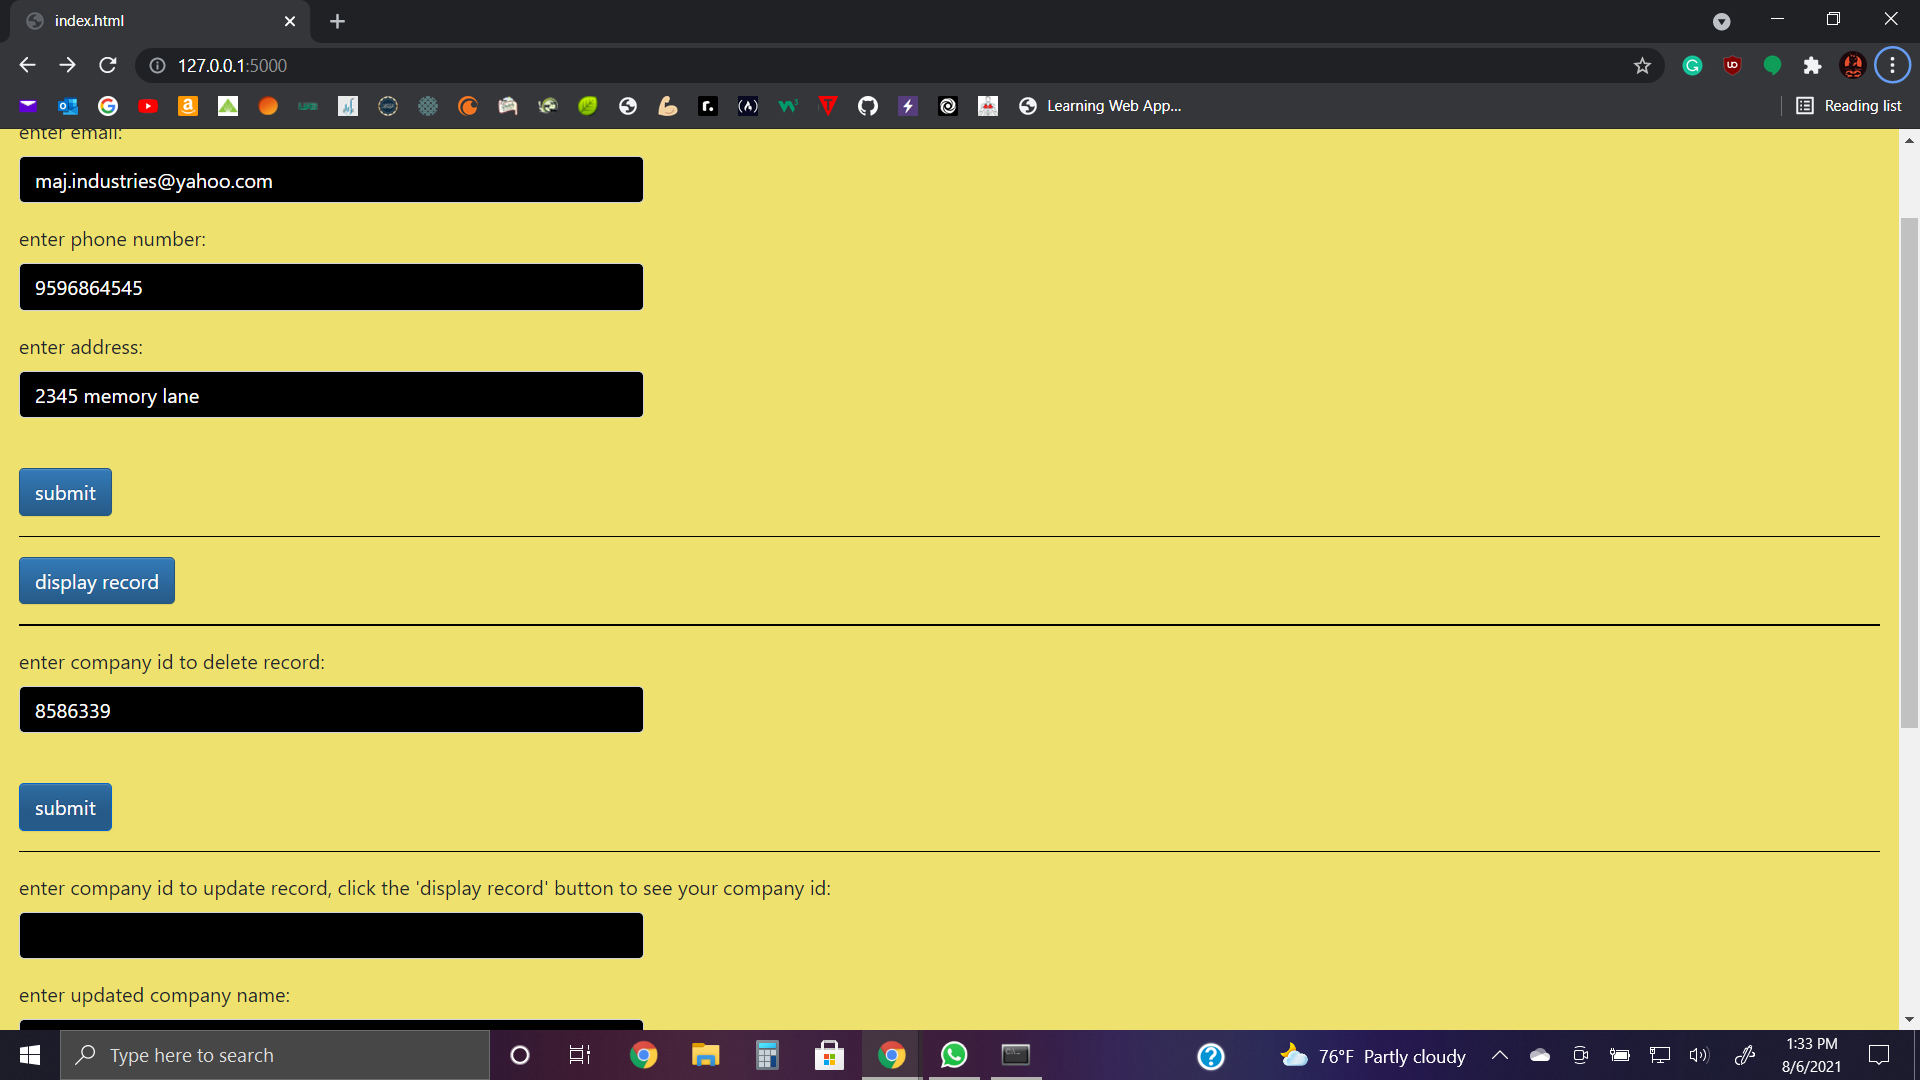 index.html
127.0.0.1:5000
Learning Web App...
Reading list
enter email:
maj.industries@yahoo.com
enter phone number:
9596864545
enter address:
2345 memory lane
submit
display record
enter company id to delete record:
8586339
submit
enter company id to update record, click the 'display record' button to see your company id:
enter updated company name:
Type here to search
76°F Partly cloudy
1:33 PM
8/6/2021